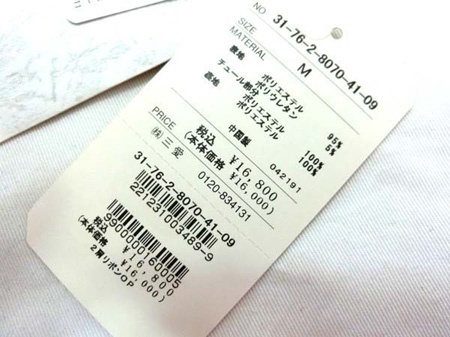 NO 31-76-2-8070-41-09
SIZE M
MATERIAL
表地 ポリエステル 95%
ポリウレタン 5%
チュール部分 ポリエステル 100%
裏地 ポリエステル 100%
中国製 042191
PRICE 税込 ¥16,800
(本体価格 ¥16,000)
(株)三愛 0120-834131
31-76-2-8070-41-09
221231003489-9
9900000160005
税込 ¥16,800
(本体価格 ¥16,000)
2肩リボンOP